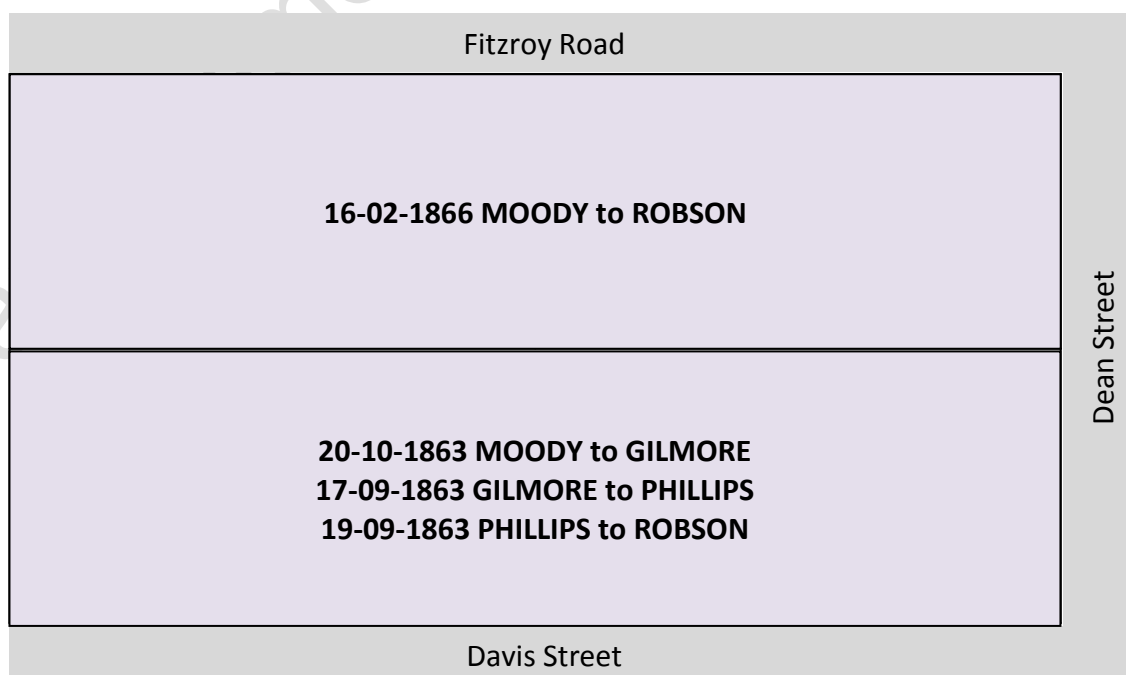 Fitzroy Road
16-02-1866 MOODY to ROBSON
Dean Street
20-10-1863 MOODY to GILMORE
17-09-1863 GILMORE to PHILLIPS
19-09-1863 PHILLIPS to ROBSON
Davis Street